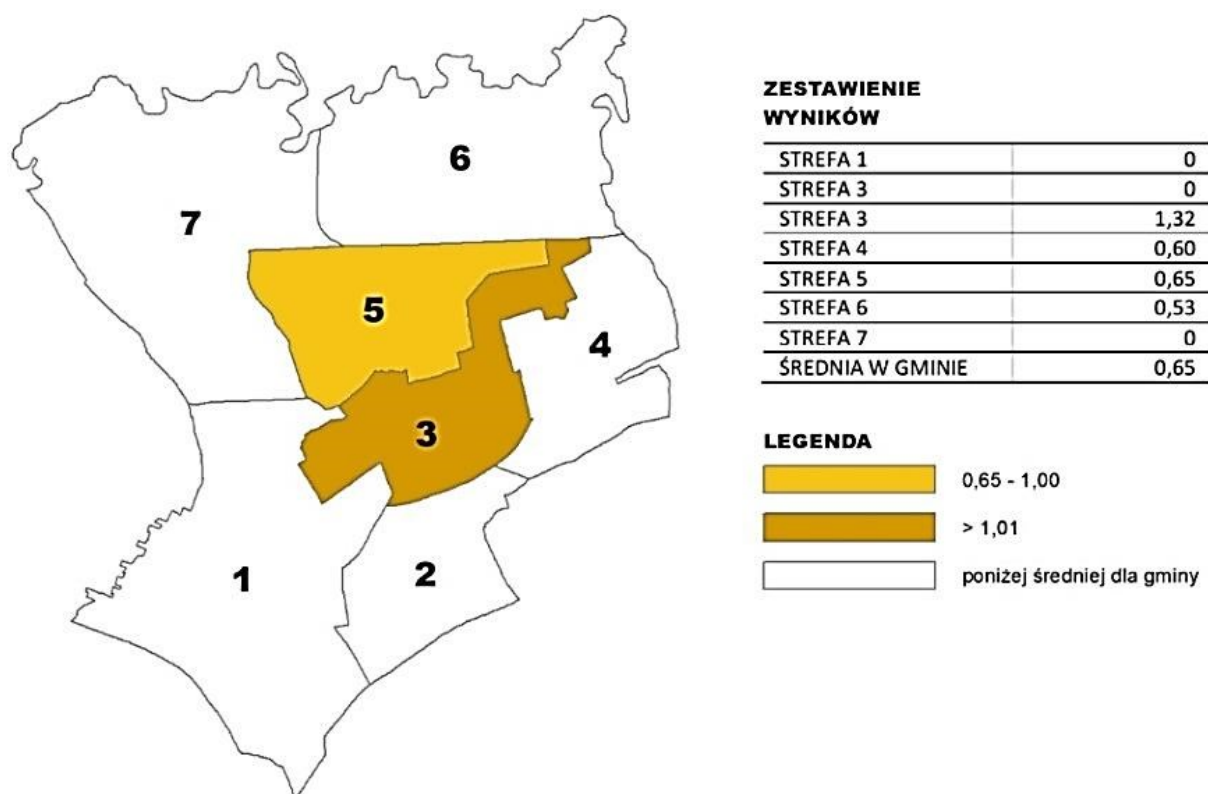 6
7
5
4
3
1
2
ZESTAWIENIE
WYNIKÓW
STREFA 1 0
STREFA 3 0
STREFA 3 1,32
STREFA 4 0,60
STREFA 5 0,65
STREFA 6 0,53
STREFA 7 0
ŚREDNIA W GMINIE 0,65
LEGENDA
0,65 - 1,00
> 1,01
poniżej średniej dla gminy